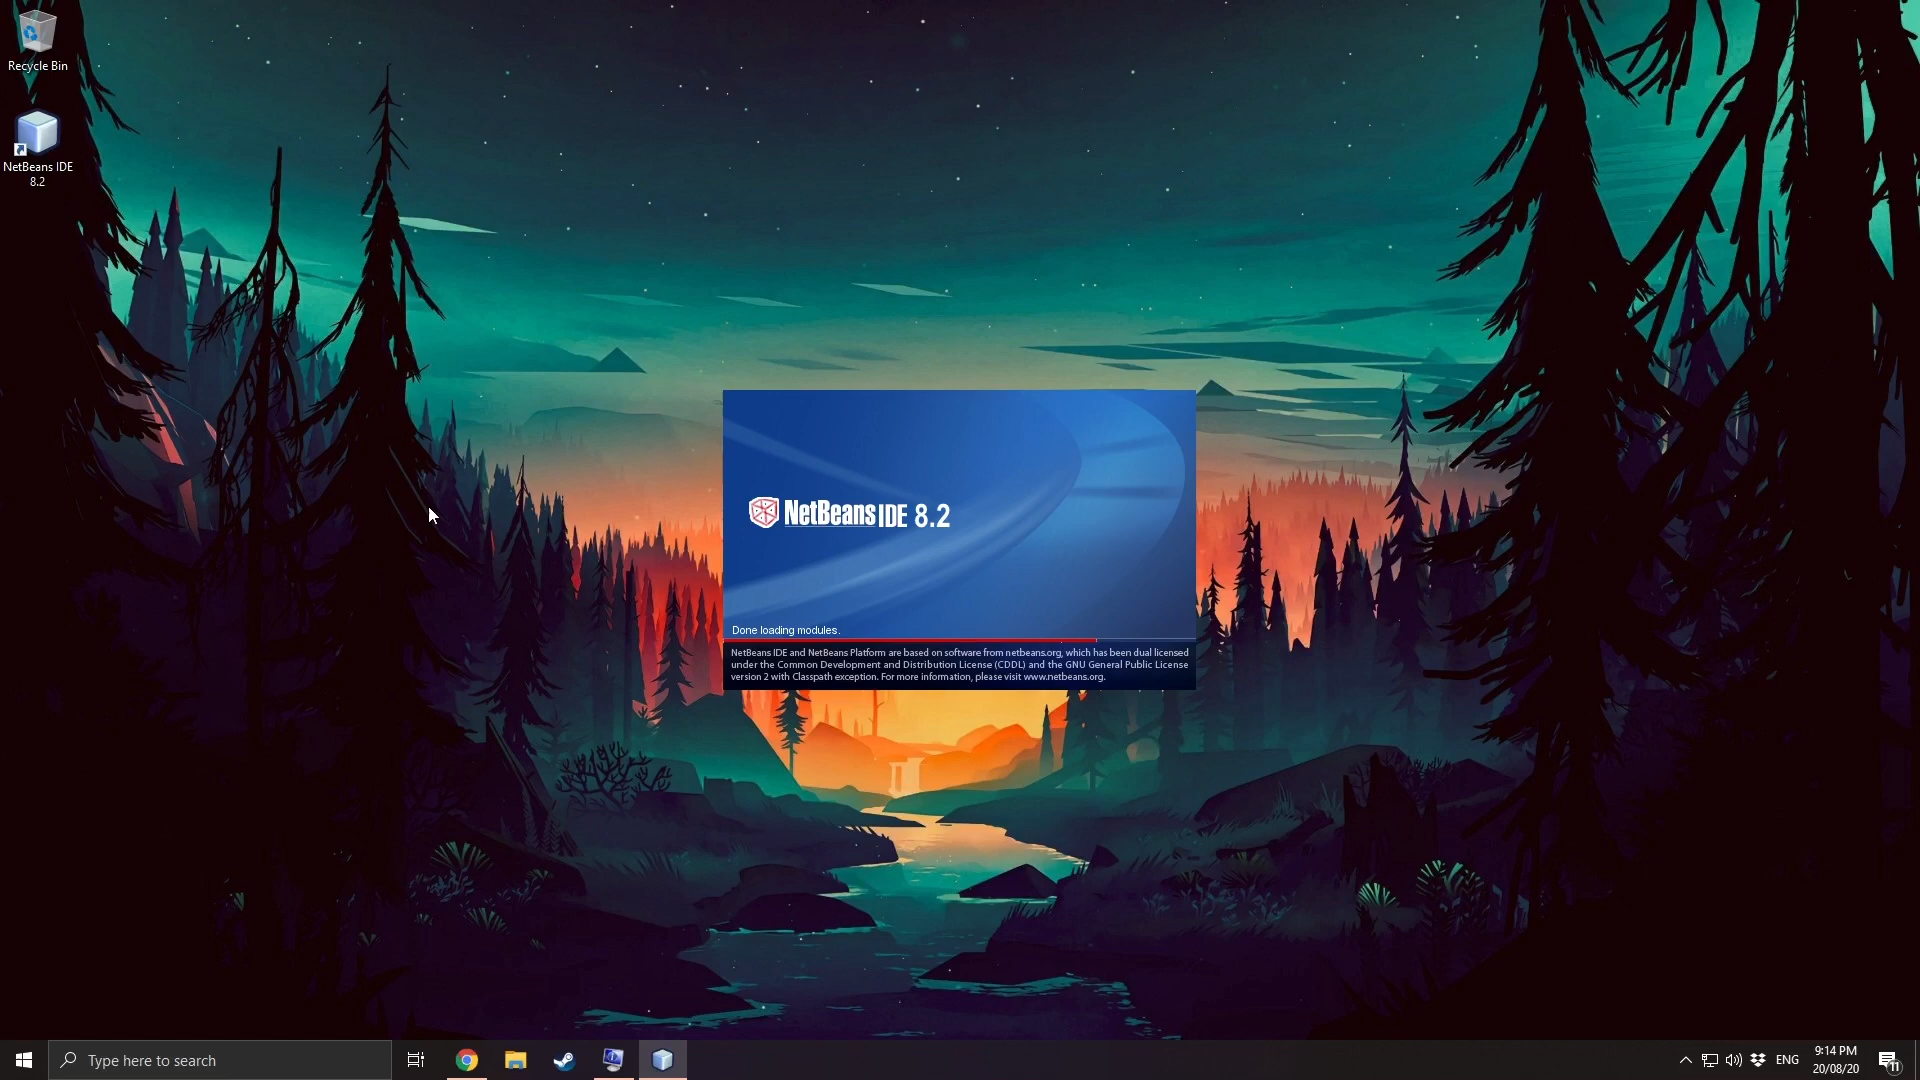 Recycle Bin
NetBeans IDE
8.2
NetBeans IDE 8.2
Done loading modules.
NetBeans IDE and NetBeans Platform are based on software from netbeans.org, which has been dual licensed
under the Common Development and Distribution License (CDDL) and the GNU General Public License
version 2 with Classpath exception. For more information, please visit www.netbeans.org.
Type here to search
ENG
9:14 PM
20/08/20
11